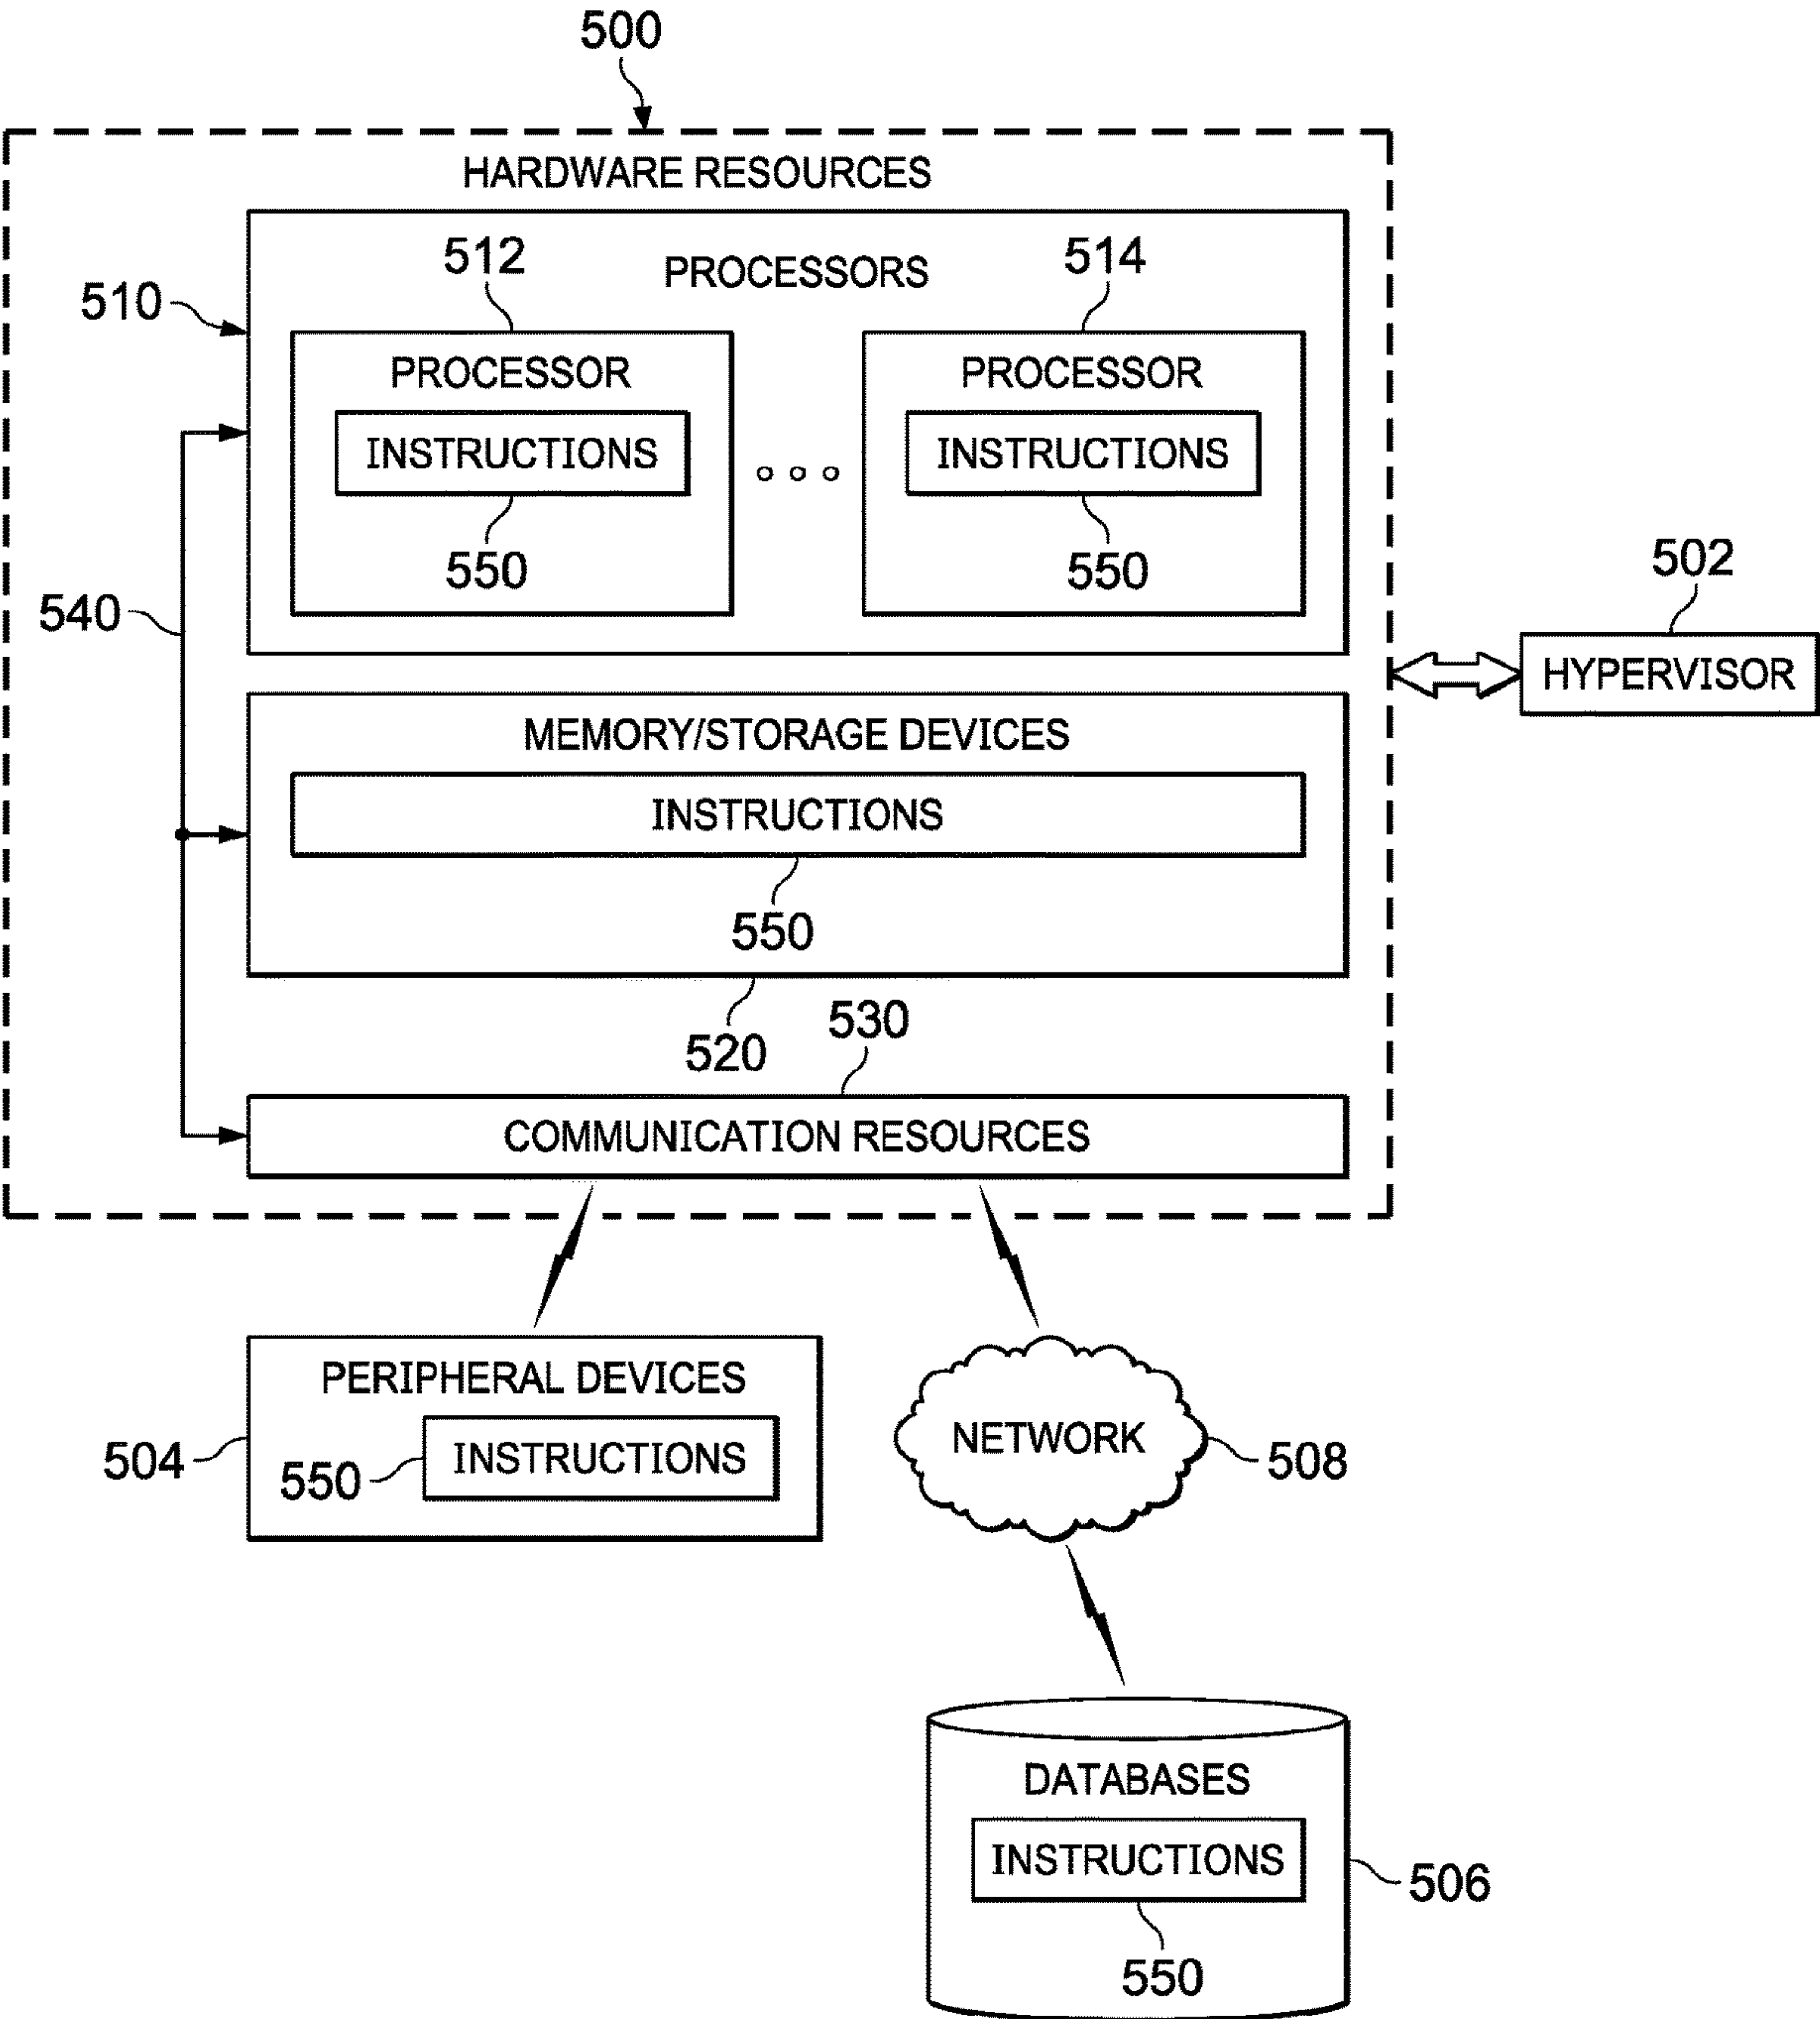 500
HARDWARE RESOURCES
512
PROCESSORS
514
510
PROCESSOR
PROCESSOR
INSTRUCTIONS
INSTRUCTIONS
550
550
540
502
HYPERVISOR
MEMORY/STORAGE DEVICES
INSTRUCTIONS
550
520
530
COMMUNICATION RESOURCES
PERIPHERAL DEVICES
504
550
INSTRUCTIONS
NETWORK
508
DATABASES
INSTRUCTIONS
506
550